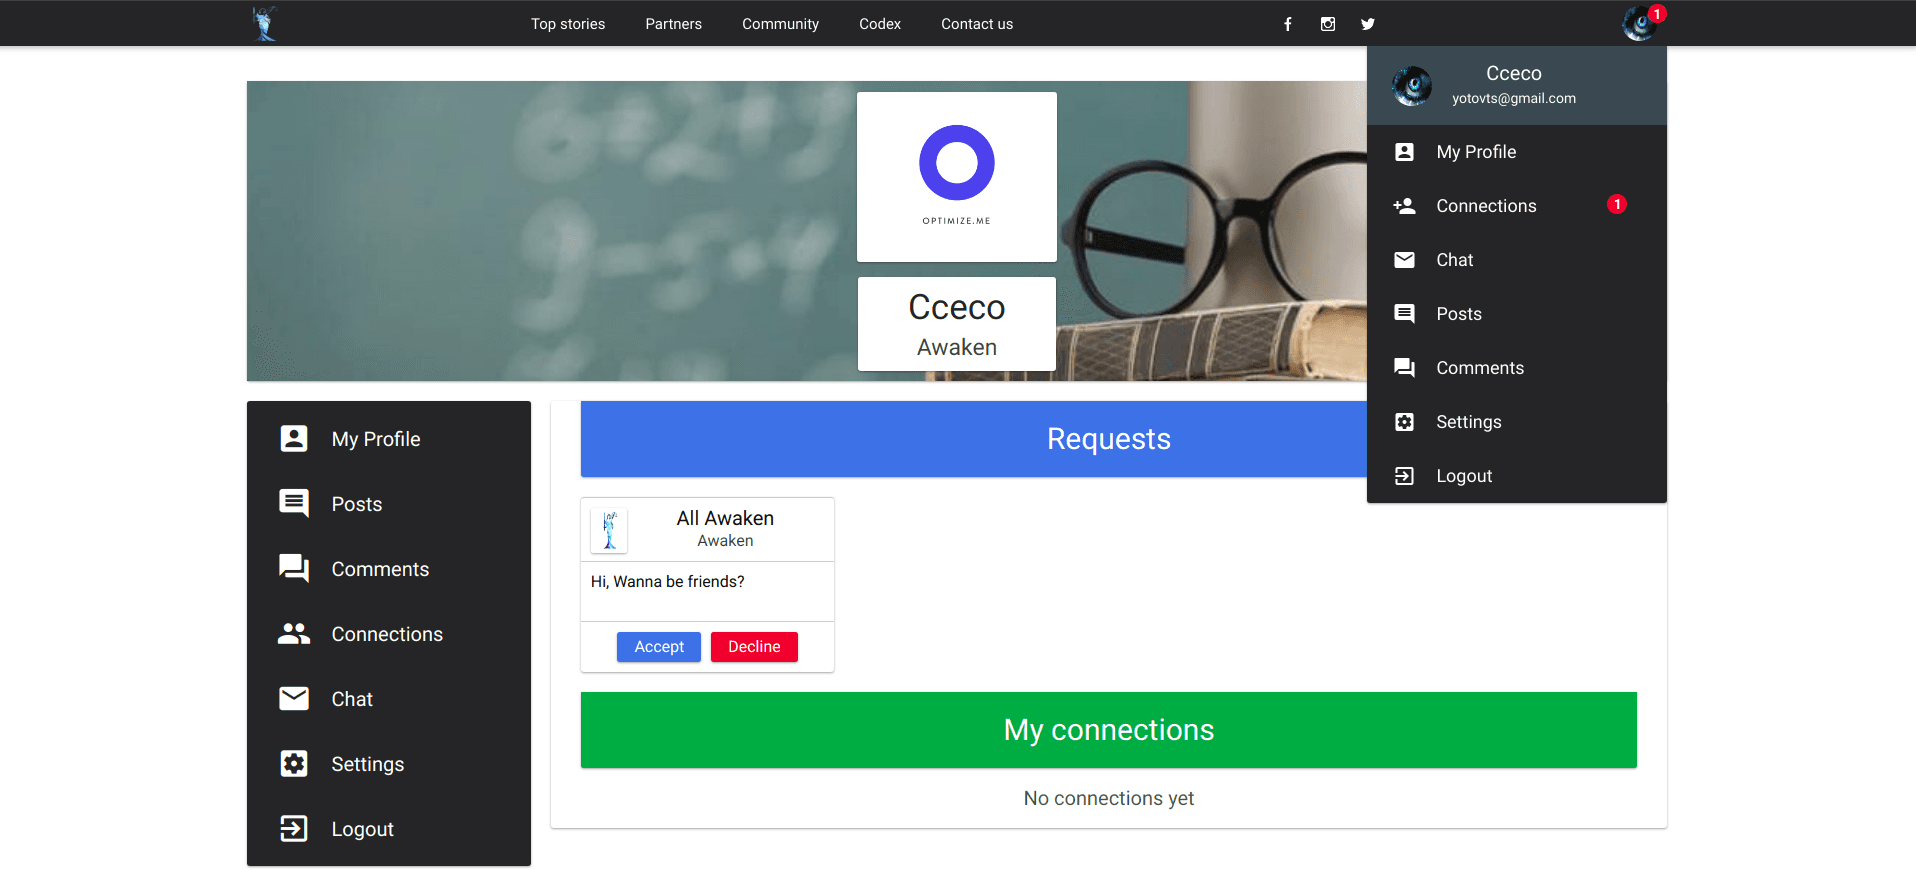 Top stories
Partners
Community
Codex
Contact us
1
Cceco
yotovts@gmail.com
My Profile
Connections
1
Chat
Posts
Comments
Settings
Logout
OPTIMIZE.ME
Cceco
Awaken
My Profile
Posts
Comments
Connections
Chat
Settings
Logout
Requests
All Awaken
Awaken
Hi, Wanna be friends?
Accept
Decline
My connections
No connections yet